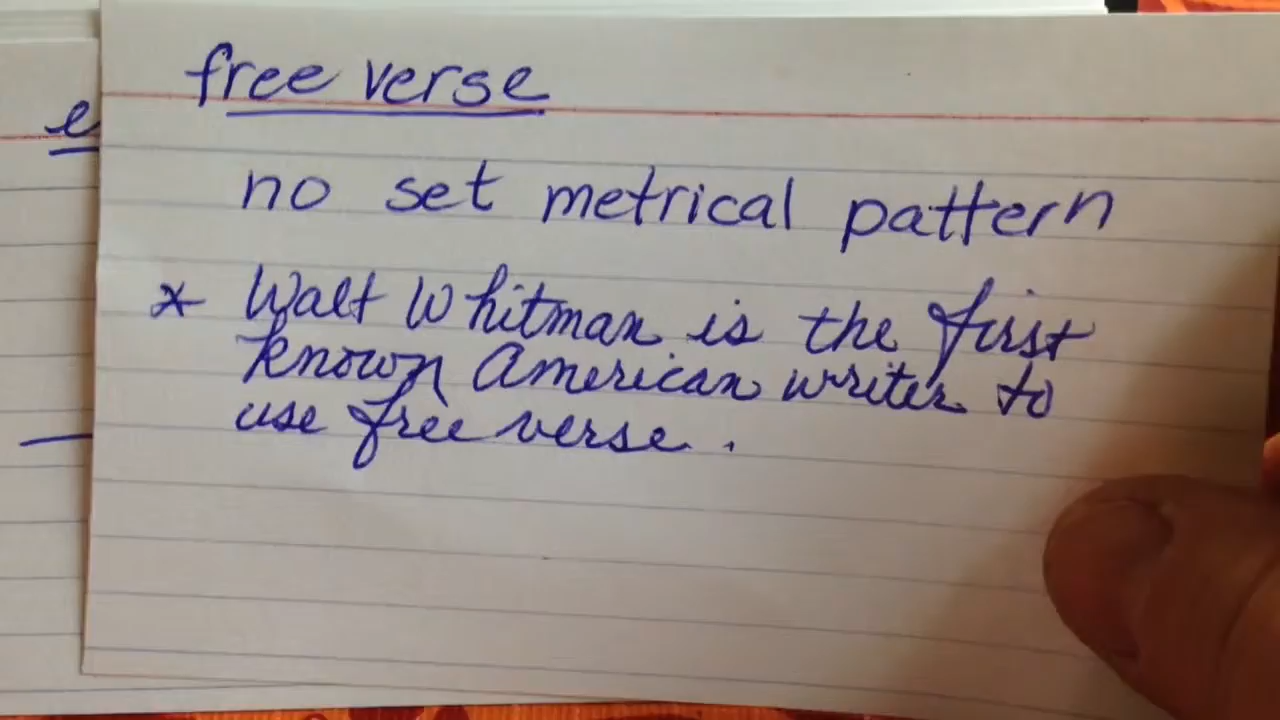 free verse
e
no set metrical pattern
* Walt Whitman is the first
known American writer to
use free verse.